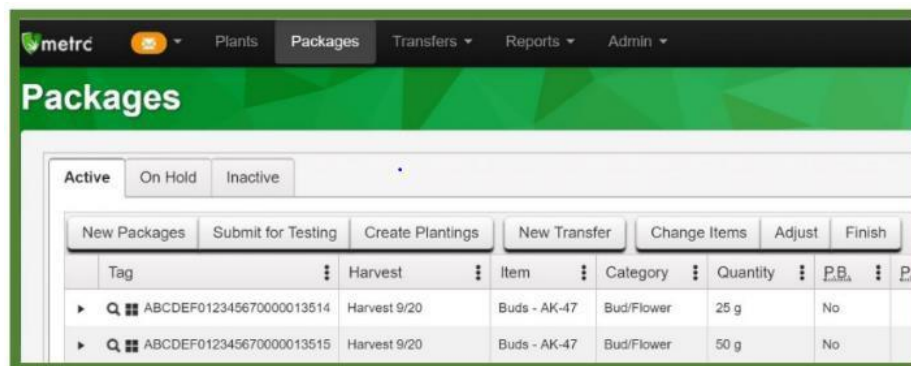 metrc Plants Packages Transfers Reports Admin
Packages
Active On Hold Inactive
New Packages Submit for Testing Create Plantings New Transfer Change Items Adjust Finish
Tag Harvest Item Category Quantity P.B.
ABCDEF012345670000013514 Harvest 9/20 Buds - AK-47 Bud/Flower 25 g No
ABCDEF012345670000013515 Harvest 9/20 Buds - AK-47 Bud/Flower 50 g No